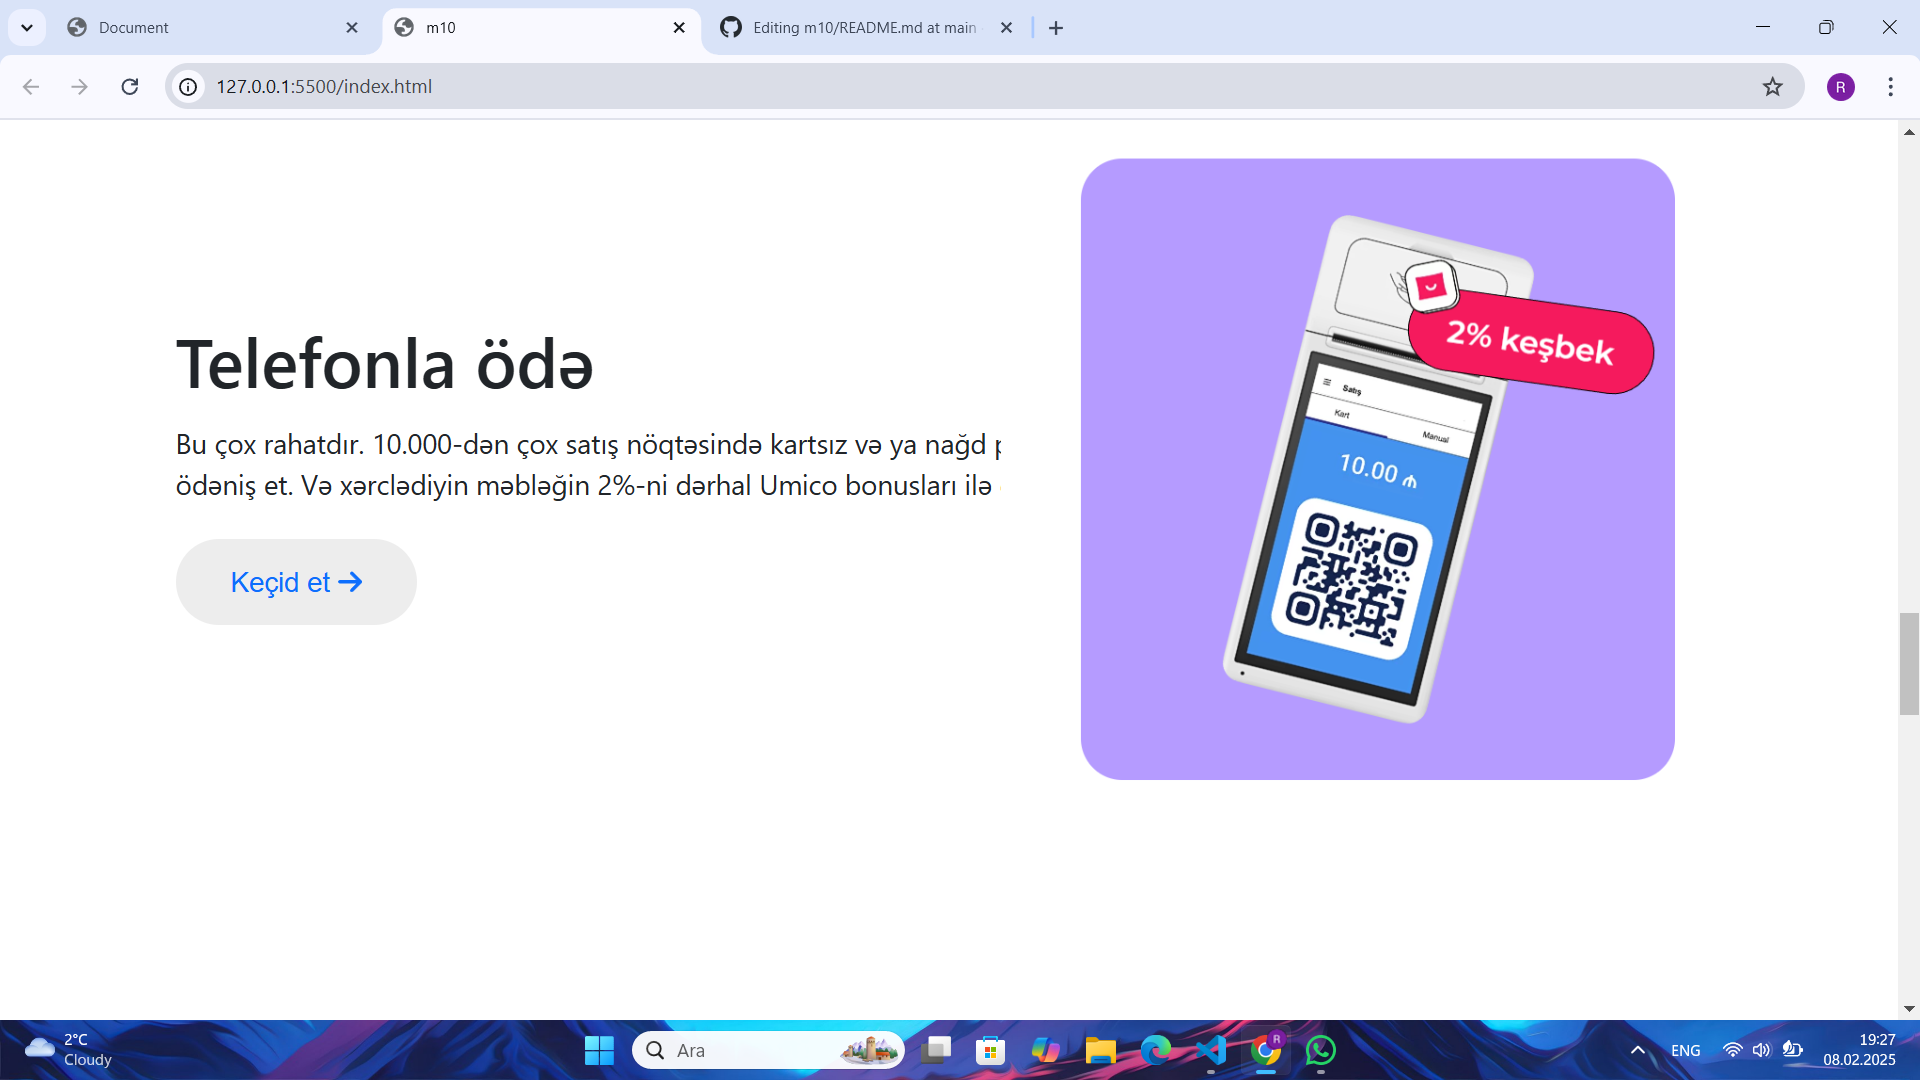 Document
m10
Editing m10/README.md at main
127.0.0.1:5500/index.html
R
Telefonla ödə
Bu çox rahatdır. 10.000-dən çox satış nöqtəsində kartsız və ya nağd
ödəniş et. Və xərclədiyin məbləğin 2%-ni dərhal Umico bonusları ilə
Keçid et
2% keşbek
Satış
Kart
Manual
10.00 ₼
2°C
Cloudy
Ara
R
ENG
19:27
08.02.2025